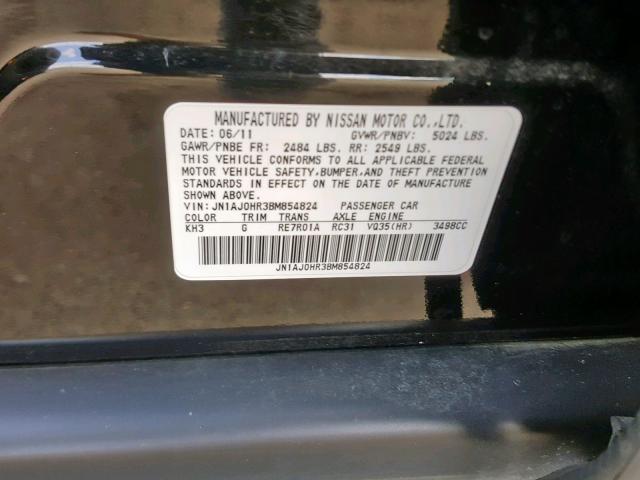 MANUFACTURED BY NISSAN MOTOR CO.,LTD.
DATE: 06/11 GVWR/PNBV: 5024 LBS.
GAWR/PNBE FR: 2484 LBS. RR: 2549 LBS.
THIS VEHICLE CONFORMS TO ALL APPLICABLE FEDERAL
MOTOR VEHICLE SAFETY,BUMPER,AND THEFT PREVENTION
STANDARDS IN EFFECT ON THE DATE OF MANUFACTURE
SHOWN ABOVE.
VIN: JN1AJ0HR3BM854824 PASSENGER CAR
COLOR TRIM TRANS AXLE ENGINE
KH3 G RE7R01A RC31 VQ35(HR) 3498CC
JN1AJ0HR3BM854824